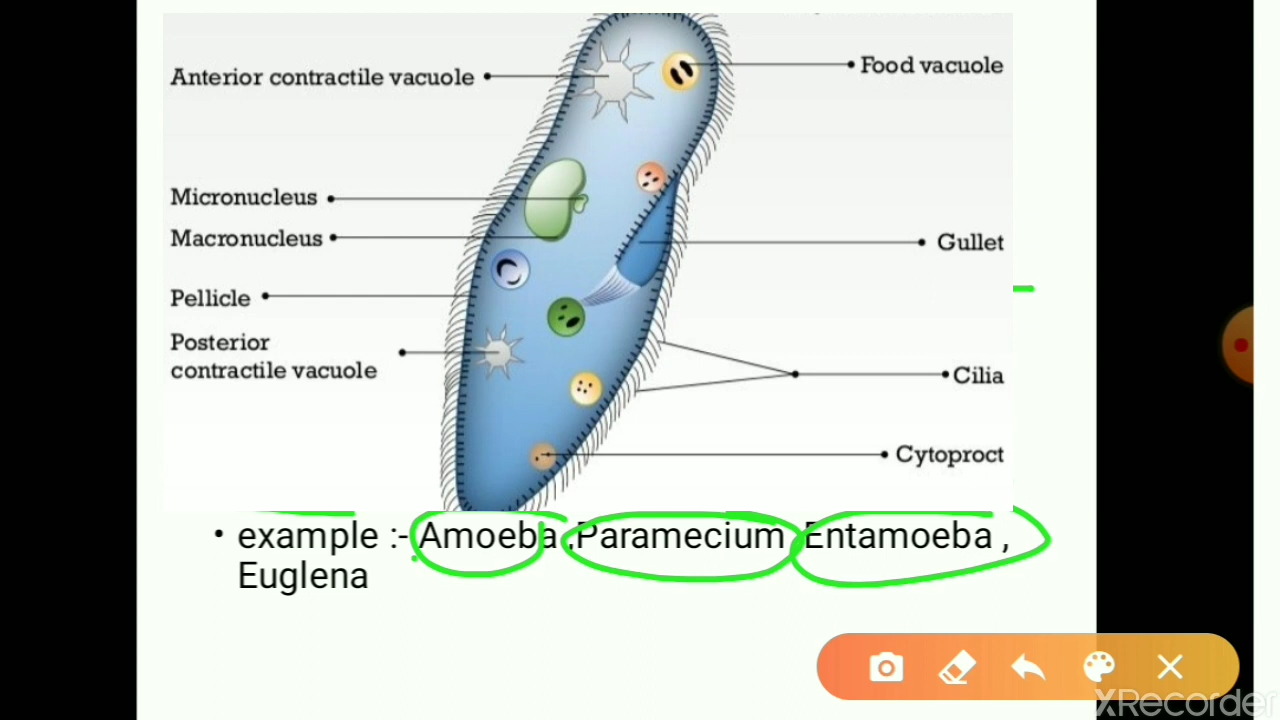 Anterior contractile vacuole
Food vacuole
Micronucleus
Macronucleus
Gullet
Pellicle
Posterior
contractile vacuole
Cilia
Cytoproct
• example :- Amoeba ,Paramecium Entamoeba ,
Euglena
XRecorder